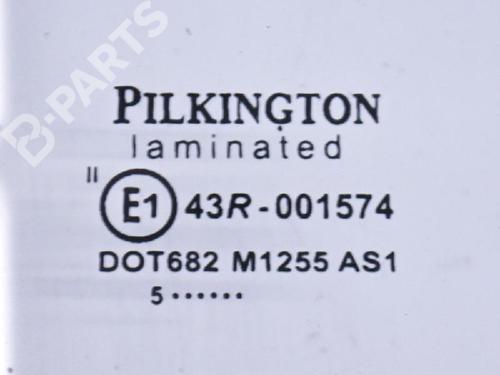 B-PARTS
PILKINGTON
laminated
II
E1 43R-001574
DOT682 M1255 AS1
5 ······